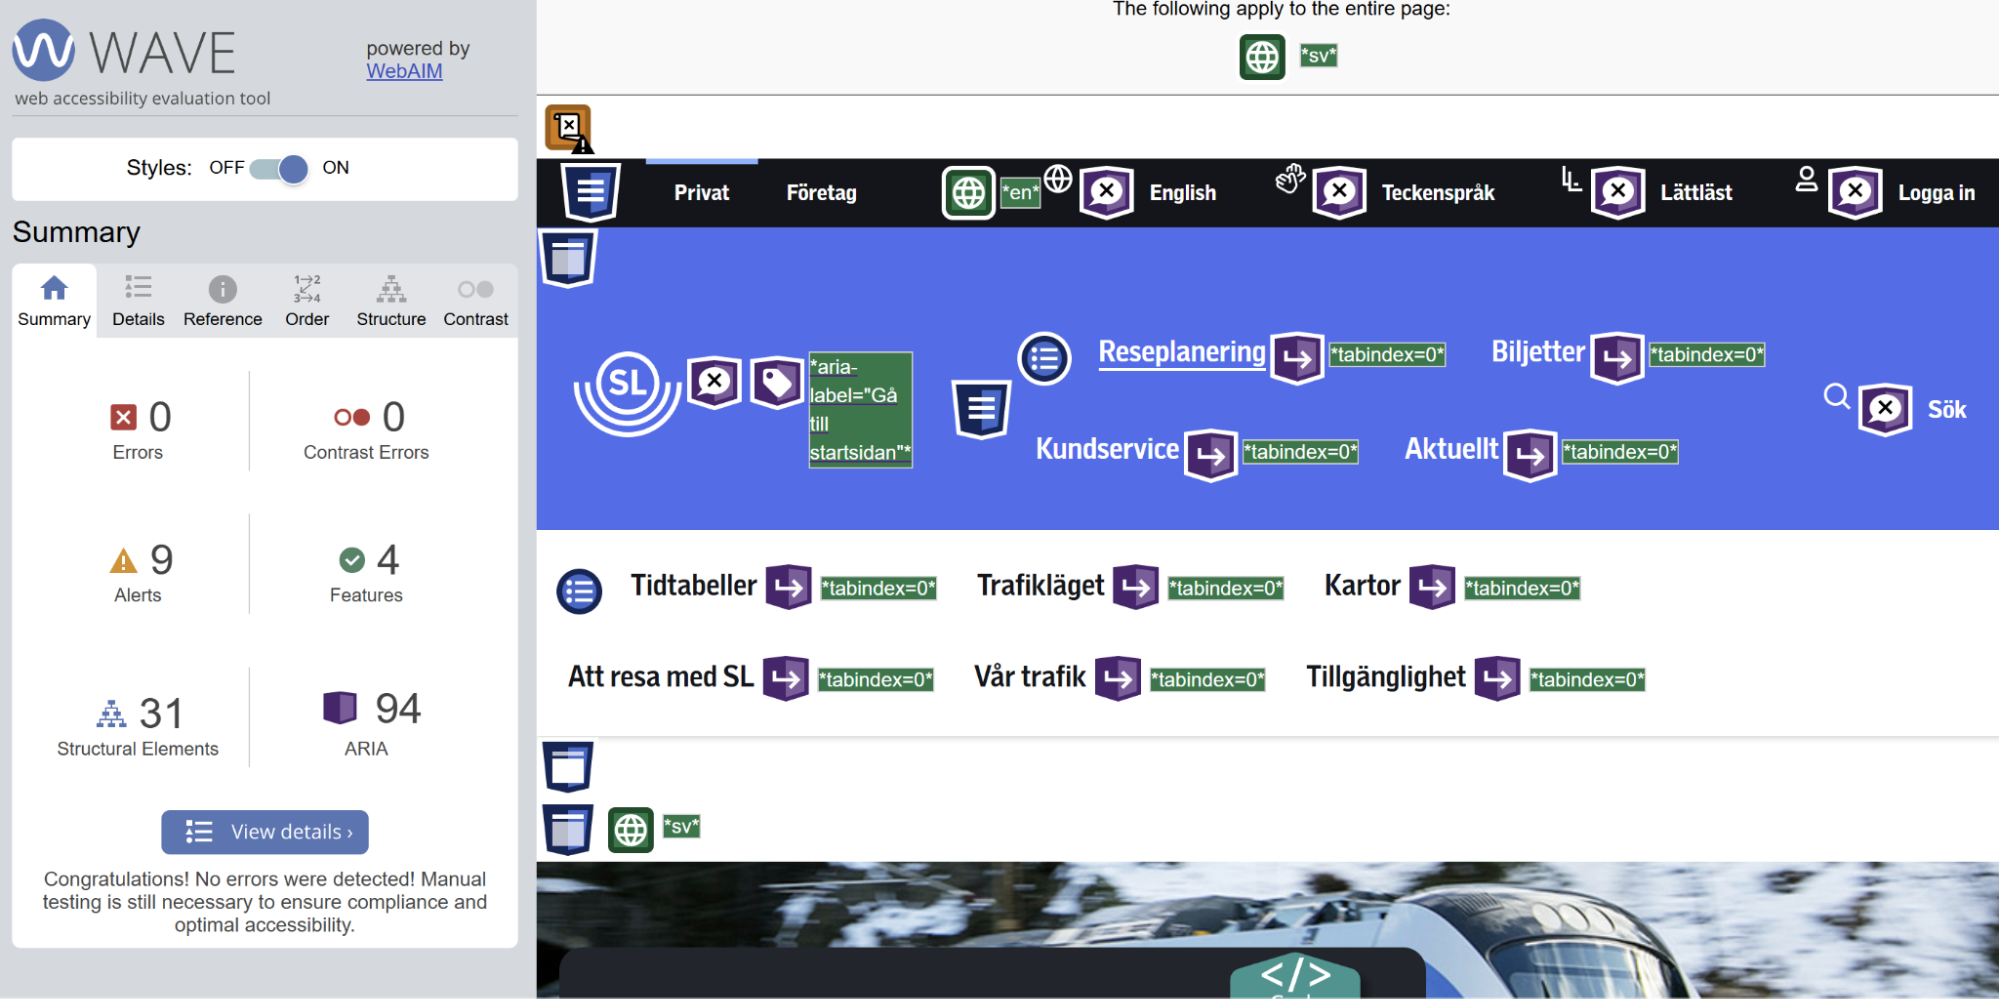 WAVE
powered by
WebAIM
web accessibility evaluation tool
Styles: OFF ON
Summary
Summary Details Reference Order Structure Contrast
0
Errors
0
Contrast Errors
9
Alerts
4
Features
31
Structural Elements
94
ARIA
View details ›
Congratulations! No errors were detected! Manual
testing is still necessary to ensure compliance and
optimal accessibility.
The following apply to the entire page:
*sv*
Privat Företag *en* English Teckenspråk Lättläst Logga in
SL
*aria-
label="Gå
till
startsidan"*
Reseplanering *tabindex=0* Biljetter *tabindex=0*
Kundservice *tabindex=0* Aktuellt *tabindex=0*
Sök
Tidtabeller *tabindex=0* Trafikläget *tabindex=0* Kartor *tabindex=0*
Att resa med SL *tabindex=0* Vår trafik *tabindex=0* Tillgänglighet *tabindex=0*
*sv*
</>